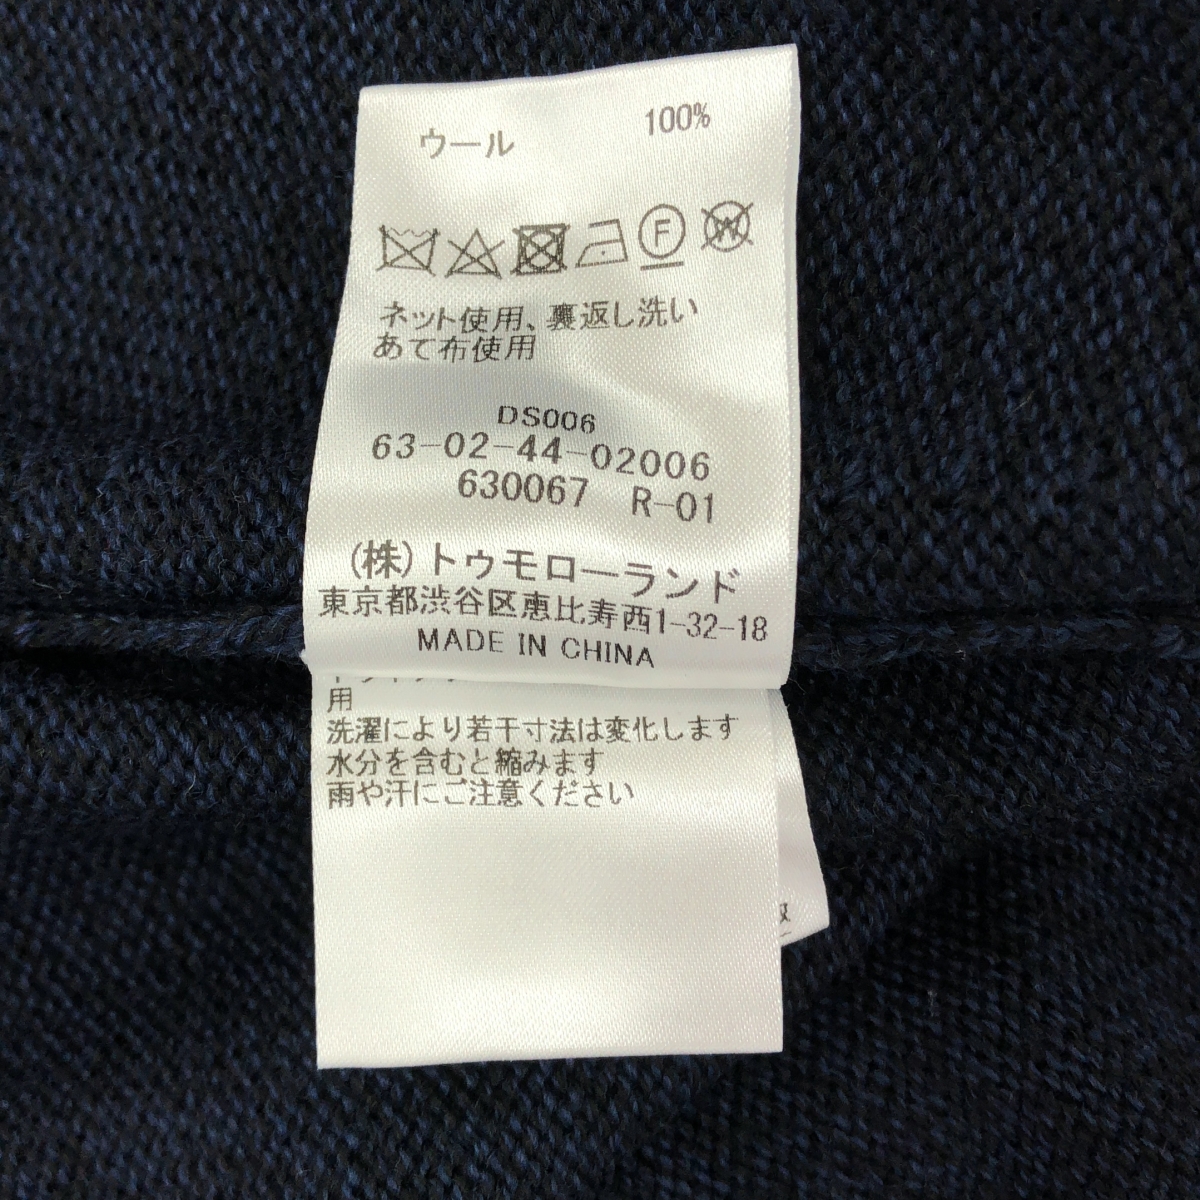 ウール 100%
F W
ネット使用、裏返し洗い
あて布使用
DS006
63-02-44-02006
630067 R-01
(株)トゥモローランド
東京都渋谷区恵比寿西1-32-18
MADE IN CHINA
用
洗濯により若干寸法は変化します
水分を含むと縮みます
雨や汗にご注意ください